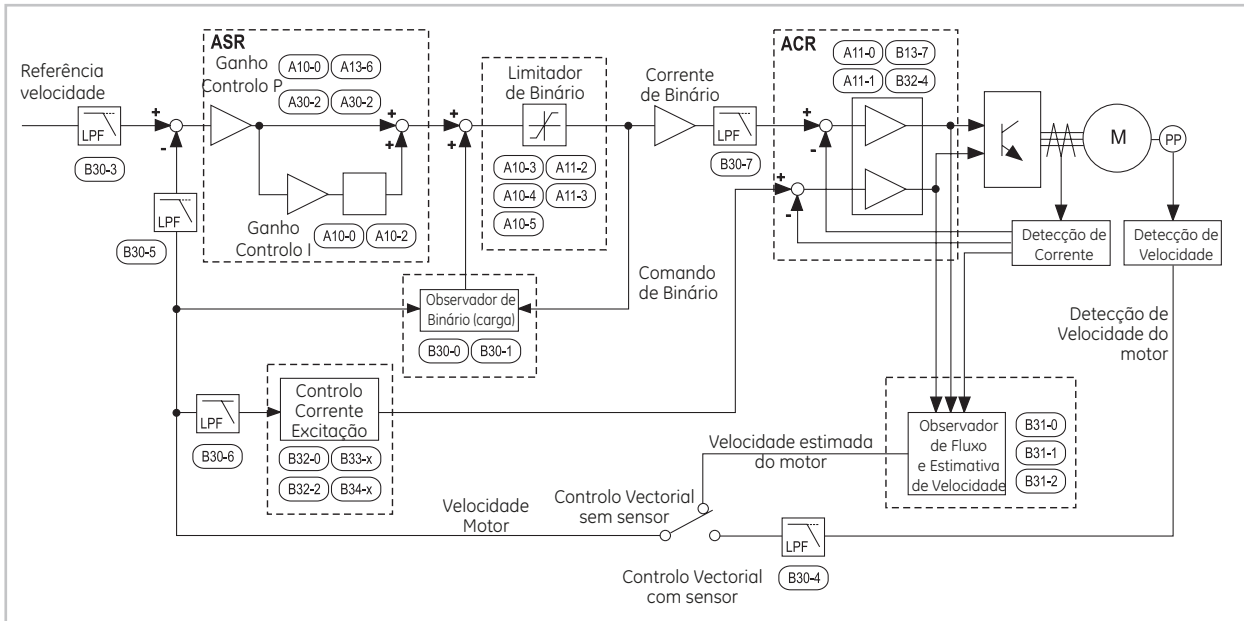 ASR
Ganho
Controlo P
A10-0 A13-6
A30-2 A30-2
Referência
velocidade
LPF
B30-3
+
-
LPF
B30-5
Ganho
Controlo I
A10-0 A10-2
+
+
+
+
Limitador
de Binário
A10-3 A11-2
A10-4 A11-3
A10-5
Corrente
de Binário
LPF
B30-7
ACR
A11-0 B13-7
A11-1 B32-4
+
-
+
-
M
PP
Detecção de
Corrente
Detecção de
Velocidade
Comando
de Binário
Observador de
Binário (carga)
B30-0 B30-1
Detecção de
Velocidade do
motor
LPF
B30-6
Controlo
Corrente
Excitação
B32-0 B33-x
B32-2 B34-x
Observador
de Fluxo
e Estimativa
de Velocidade
B31-0
B31-1
B31-2
Velocidade estimada
do motor
Velocidade
Motor
Controlo Vectorial
sem sensor
LPF
B30-4
Controlo Vectorial
com sensor